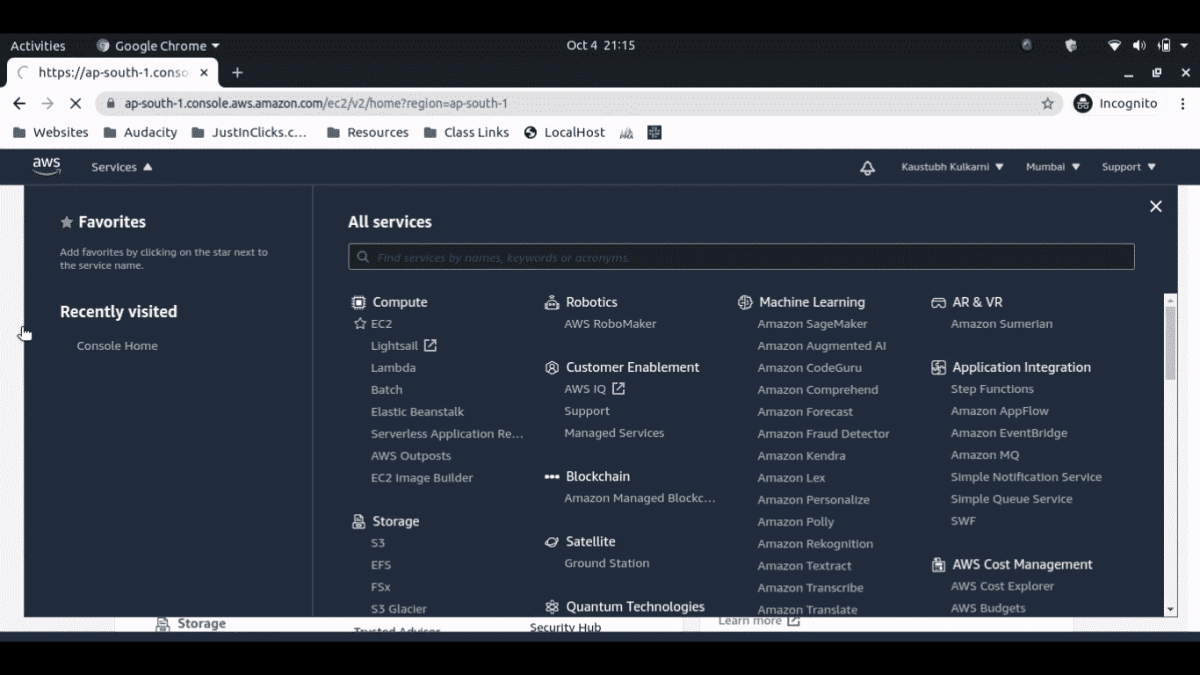 Activities
Google Chrome
Oct 4 21:15
https://ap-south-1.conso
ap-south-1.console.aws.amazon.com/ec2/v2/home?region=ap-south-1
Incognito
Websites
Audacity
JustInClicks.c...
Resources
Class Links
LocalHost
aws
Services
Kaustubh Kulkarni
Mumbai
Support
Favorites
Add favorites by clicking on the star next to
the service name.
Recently visited
Console Home
All services
Find services by names, keywords or acronyms.
Compute
EC2
Lightsail
Lambda
Batch
Elastic Beanstalk
Serverless Application Re...
AWS Outposts
EC2 Image Builder
Storage
S3
EFS
FSx
S3 Glacier
Robotics
AWS RoboMaker
Customer Enablement
AWS IQ
Support
Managed Services
Blockchain
Amazon Managed Blockc...
Satellite
Ground Station
Quantum Technologies
Machine Learning
Amazon SageMaker
Amazon Augmented AI
Amazon CodeGuru
Amazon Comprehend
Amazon Forecast
Amazon Fraud Detector
Amazon Kendra
Amazon Lex
Amazon Personalize
Amazon Polly
Amazon Rekognition
Amazon Textract
Amazon Transcribe
Amazon Translate
AR & VR
Amazon Sumerian
Application Integration
Step Functions
Amazon AppFlow
Amazon EventBridge
Amazon MQ
Simple Notification Service
Simple Queue Service
SWF
AWS Cost Management
AWS Cost Explorer
AWS Budgets
Storage
Trusted Advisor
Security Hub
Learn more